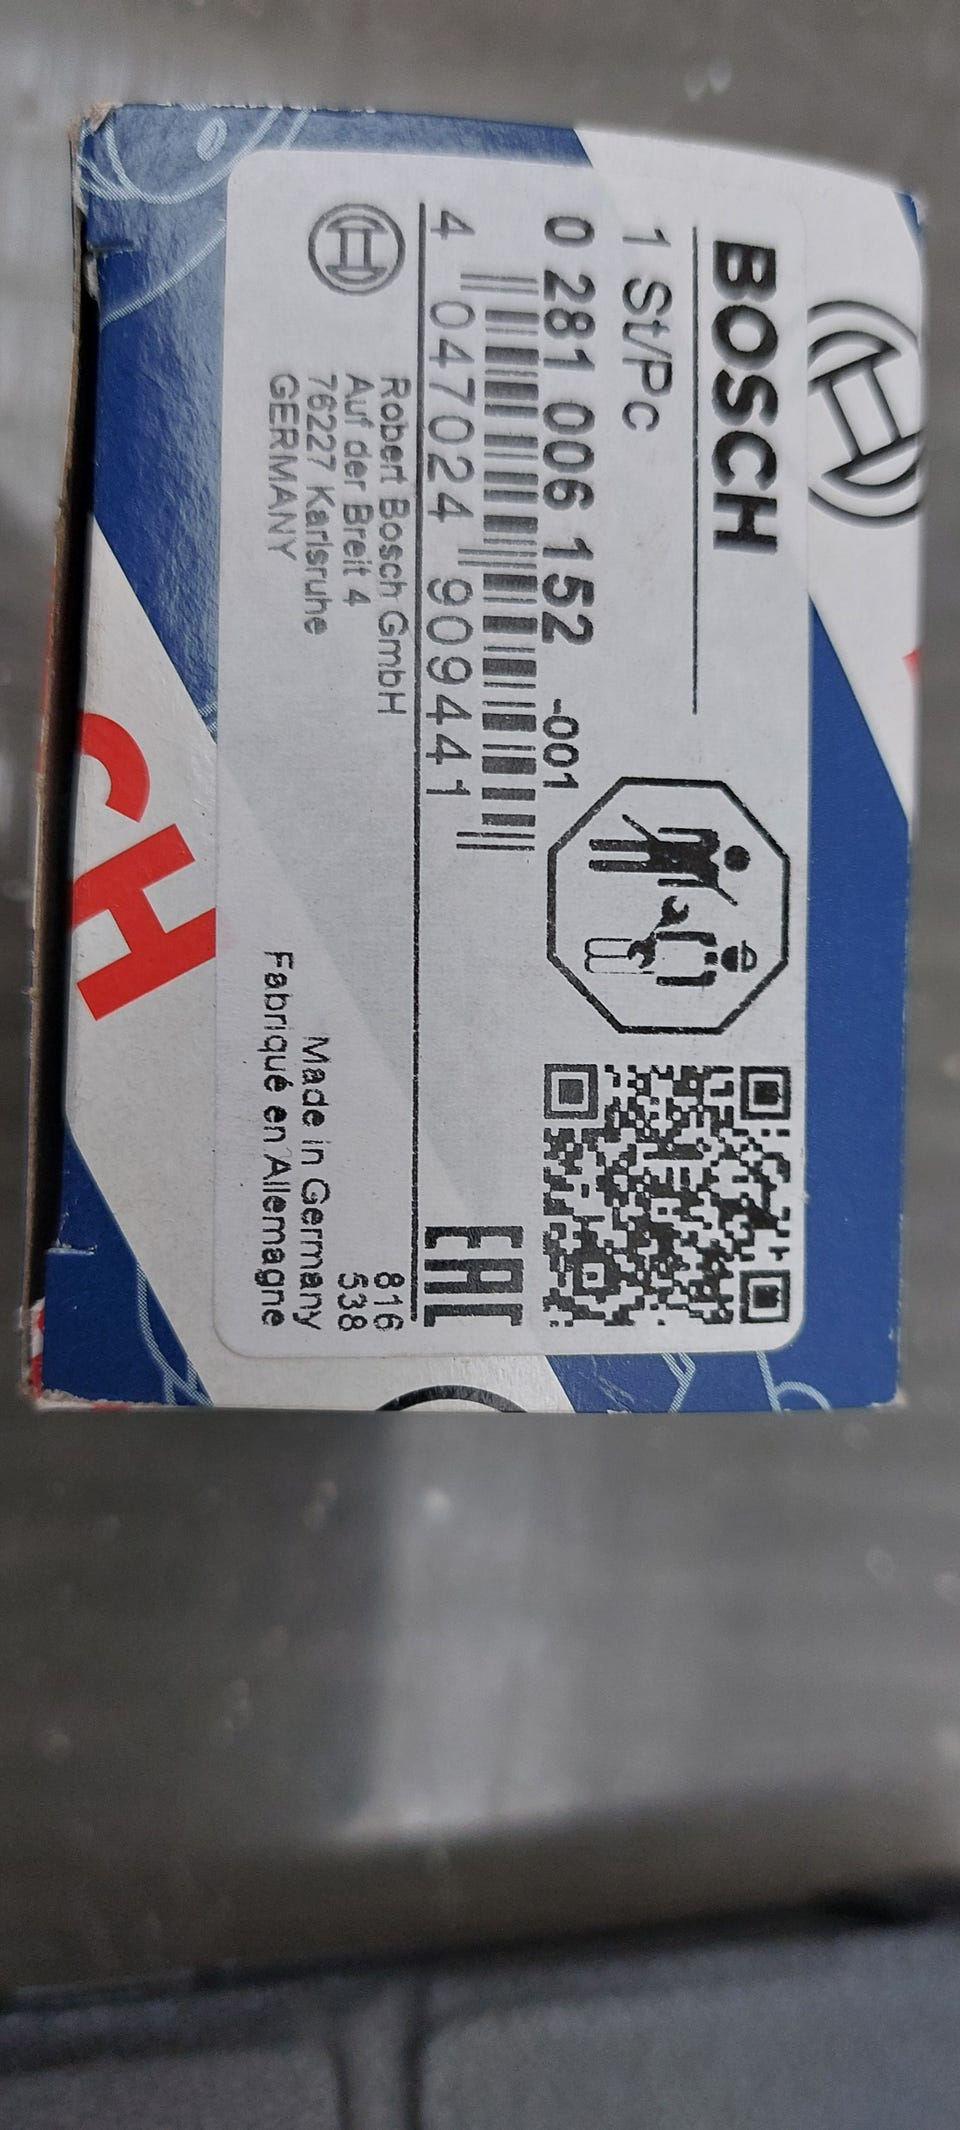 BOSCH
1 St/Pc
0 281 006 152 -001
4 047024 909441
Robert Bosch GmbH
Auf der Breit 4
76227 Karlsruhe
GERMANY
816
538
Made in Germany
Fabriqué en Allemagne
EAC
CH